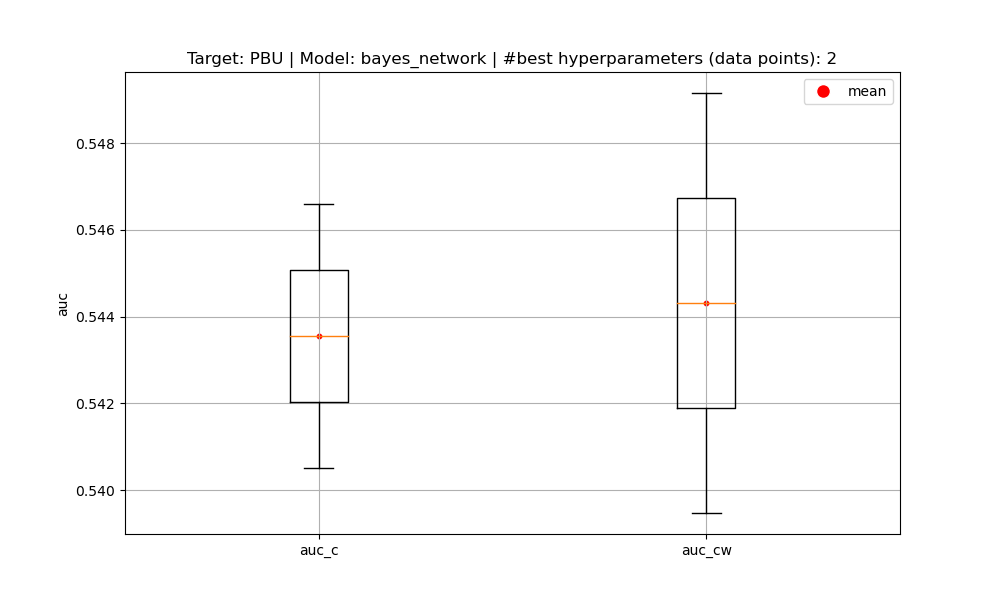 Target: PBU | Model: bayes_network | #best hyperparameters (data points): 2
mean
0.548
0.546
0.544
0.542
0.540
auc
auc_c
auc_cw